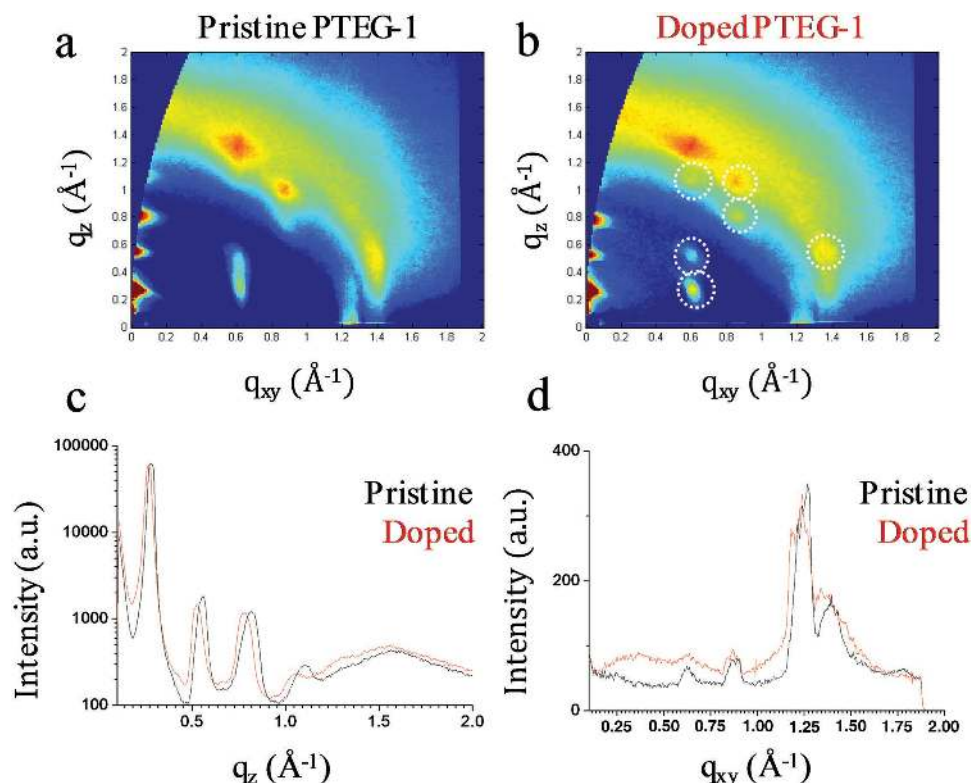 a Pristine PTEG-1
b Doped PTEG-1
2
1.8
1.6
1.4
1.2
1
0.8
0.6
0.4
0.2
0
qz (Å-1)
0 0.2 0.4 0.6 0.8 1 1.2 1.4 1.6 1.8 2
qxy (Å-1)
2
1.8
1.6
1.4
1.2
1
0.8
0.6
0.4
0.2
0
qz (Å-1)
0 0.2 0.4 0.6 0.8 1 1.2 1.4 1.6 1.8 2
qxy (Å-1)
c
100000
10000
1000
100
Intensity (a.u.)
Pristine
Doped
0.5 1.0 1.5 2.0
qz (Å-1)
d
400
200
0
Intensity (a.u.)
Pristine
Doped
0.25 0.50 0.75 1.00 1.25 1.50 1.75 2.00
qxy (Å-1)